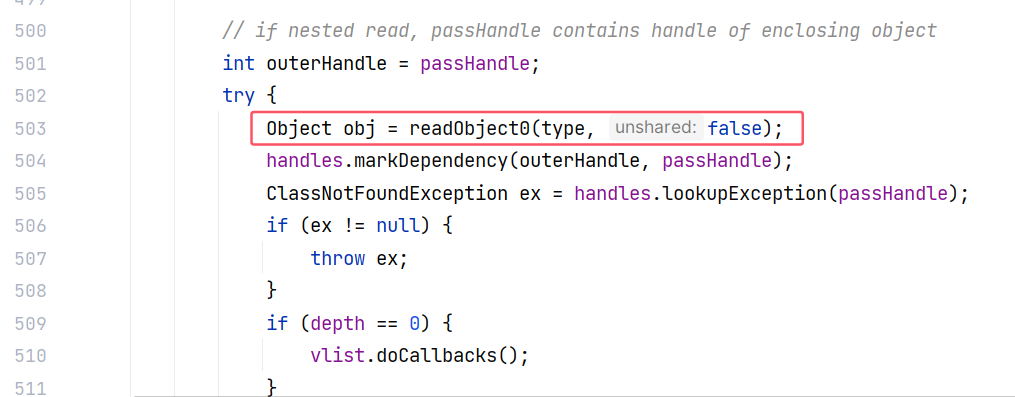 500 // if nested read, passHandle contains handle of enclosing object
501 int outerHandle = passHandle;
502 try {
503 Object obj = readObject0(type, unshared: false);
504 handles.markDependency(outerHandle, passHandle);
505 ClassNotFoundException ex = handles.lookupException(passHandle);
506 if (ex != null) {
507 throw ex;
508 }
509 if (depth == 0) {
510 vlist.doCallbacks();
511 }